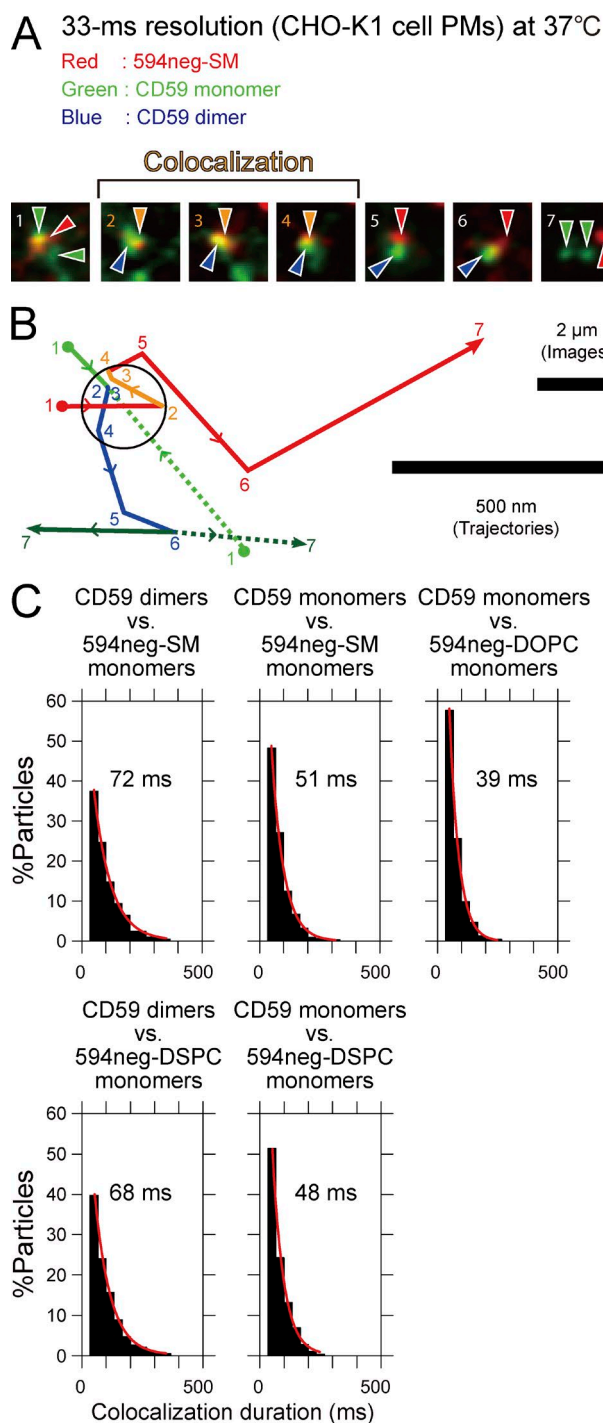 A 33-ms resolution (CHO-K1 cell PMs) at 37℃
Red : 594neg-SM
Green : CD59 monomer
Blue : CD59 dimer
Colocalization
1 2 3 4 5 6 7
B
1 4 5 7
3
2 3 1 2
4
6
5
7 6 1 7
2 µm
(Images
500 nm
(Trajectories)
C
CD59 dimers
vs.
594neg-SM
monomers
CD59 monomers
vs.
594neg-SM
monomers
CD59 monomers
vs.
594neg-DOPC
monomers
%Particles
60
50
40
30
20
10
0
72 ms
51 ms
39 ms
0 500 0 500 0 500
CD59 dimers
vs.
594neg-DSPC
monomers
CD59 monomers
vs.
594neg-DSPC
monomers
%Particles
60
50
40
30
20
10
0
68 ms
48 ms
0 500 0 500
Colocalization duration (ms)